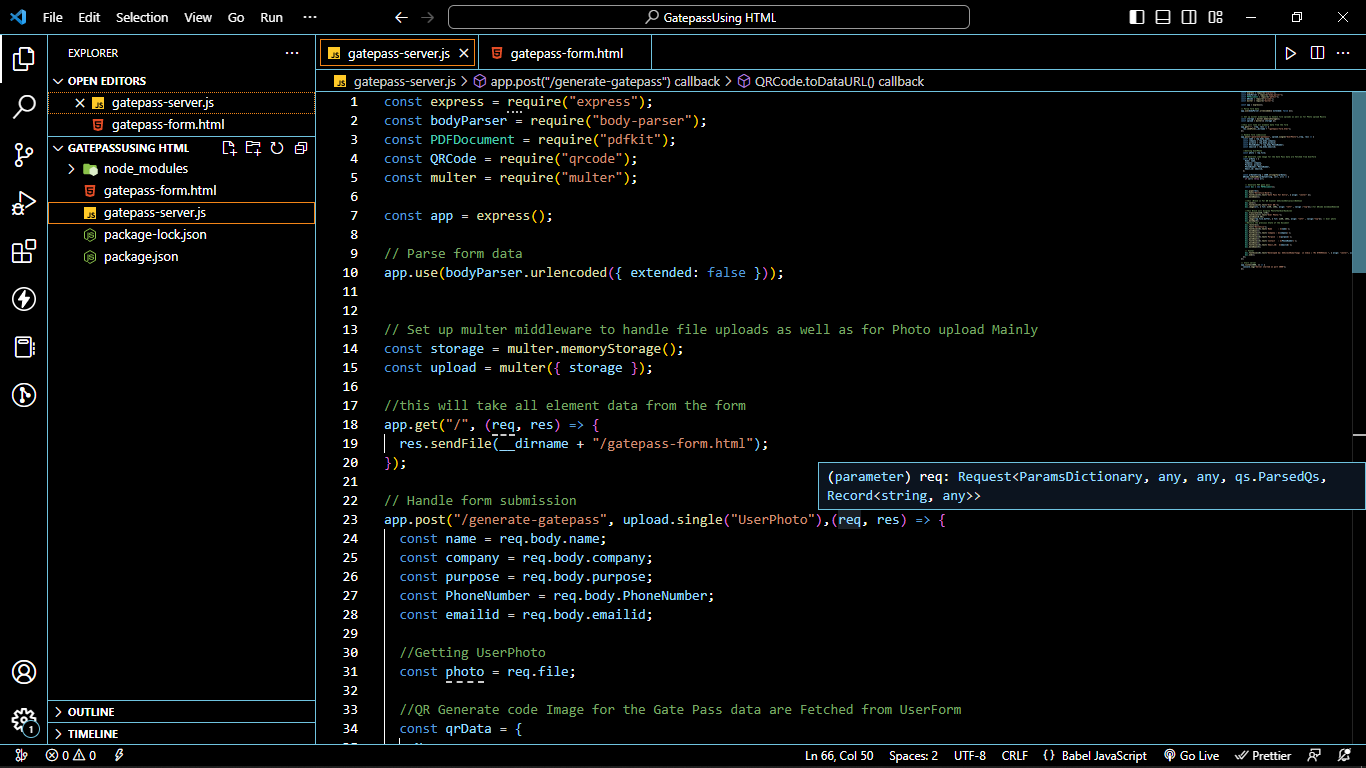 File Edit Selection View Go Run ···
GatepassUsing HTML
EXPLORER
OPEN EDITORS
gatepass-server.js
gatepass-form.html
GATEPASSUSING HTML
node_modules
gatepass-form.html
gatepass-server.js
package-lock.json
package.json
OUTLINE
TIMELINE
gatepass-server.js
gatepass-form.html
gatepass-server.js > app.post("/generate-gatepass") callback > QRCode.toDataURL() callback
1 const express = require("express");
2 const bodyParser = require("body-parser");
3 const PDFDocument = require("pdfkit");
4 const QRCode = require("qrcode");
5 const multer = require("multer");
6
7 const app = express();
8
9 // Parse form data
10 app.use(bodyParser.urlencoded({ extended: false }));
11
12
13 // Set up multer middleware to handle file uploads as well as for Photo upload Mainly
14 const storage = multer.memoryStorage();
15 const upload = multer({ storage });
16
17 //this will take all element data from the form
18 app.get("/", (req, res) => {
19 res.sendFile(__dirname + "/gatepass-form.html");
20 });
21
(parameter) req: Request<ParamsDictionary, any, any, qs.ParsedQs,
Record<string, any>>
22 // Handle form submission
23 app.post("/generate-gatepass", upload.single("UserPhoto"),(req, res) => {
24 const name = req.body.name;
25 const company = req.body.company;
26 const purpose = req.body.purpose;
27 const PhoneNumber = req.body.PhoneNumber;
28 const emailid = req.body.emailid;
29
30 //Getting UserPhoto
31 const photo = req.file;
32
33 //QR Generate code Image for the Gate Pass data are Fetched from UserForm
34 const qrData = {
1
0 0
Ln 66, Col 50 Spaces: 2 UTF-8 CRLF {} Babel JavaScript Go Live Prettier